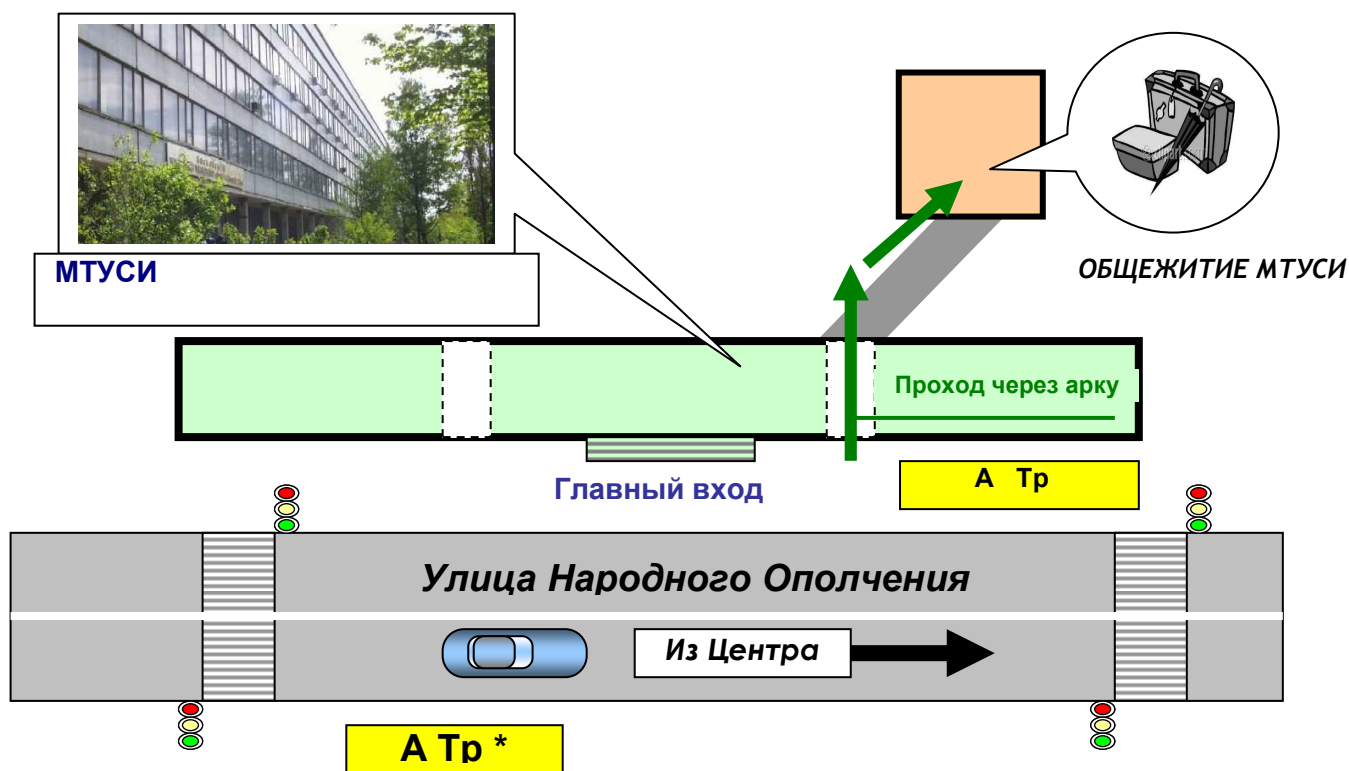 МТУСИ
ОБЩЕЖИТИЕ МТУСИ
Проход через арку
Главный вход
А Тр
Улица Народного Ополчения
Из Центра
А Тр *